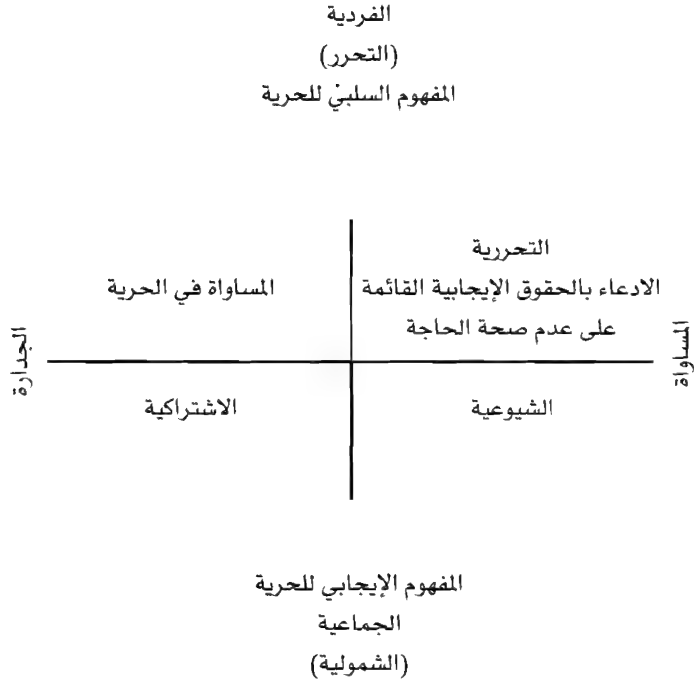 الفردية
(التحرر)
المفهوم السلبيّ للحرية
التحررية
الادعاء بالحقوق الإيجابية القائمة
على عدم صحة الحاجة
المساواة في الحرية
المساواة
الجدارة
الشيوعية
الاشتراكية
المفهوم الإيجابي للحرية
الجماعية
(الشمولية)